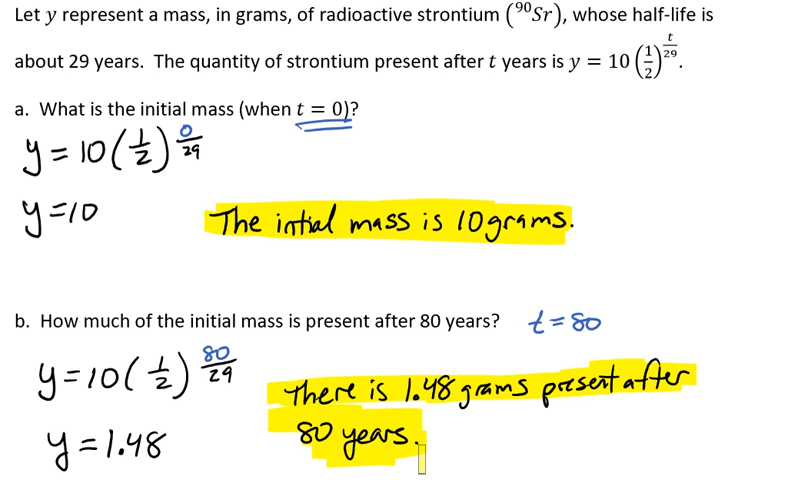 Let y represent a mass, in grams, of radioactive strontium (⁹⁰Sr), whose half-life is
about 29 years. The quantity of strontium present after t years is y = 10(1/2)^(t/29).
a. What is the initial mass (when t = 0)?
y = 10(1/2)^(0/29)
y = 10
The intial mass is 10 grams.
b. How much of the initial mass is present after 80 years? t = 80
y = 10(1/2)^(80/29)
There is 1.48 grams present after
y = 1.48
80 years.